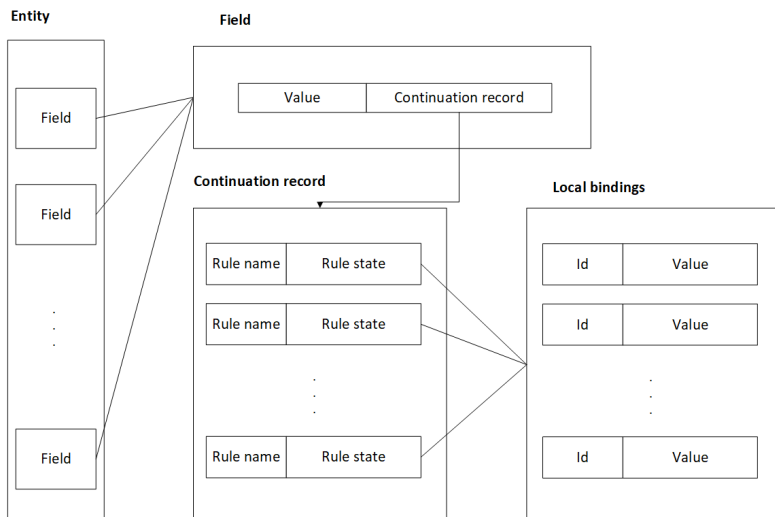 Entity
Field
Field
Value Continuation record
Field
Field
Continuation record
Local bindings
Rule name Rule state
Id Value
Rule name Rule state
Id Value
.
.
.
.
.
.
.
.
.
Field
Rule name Rule state
Id Value